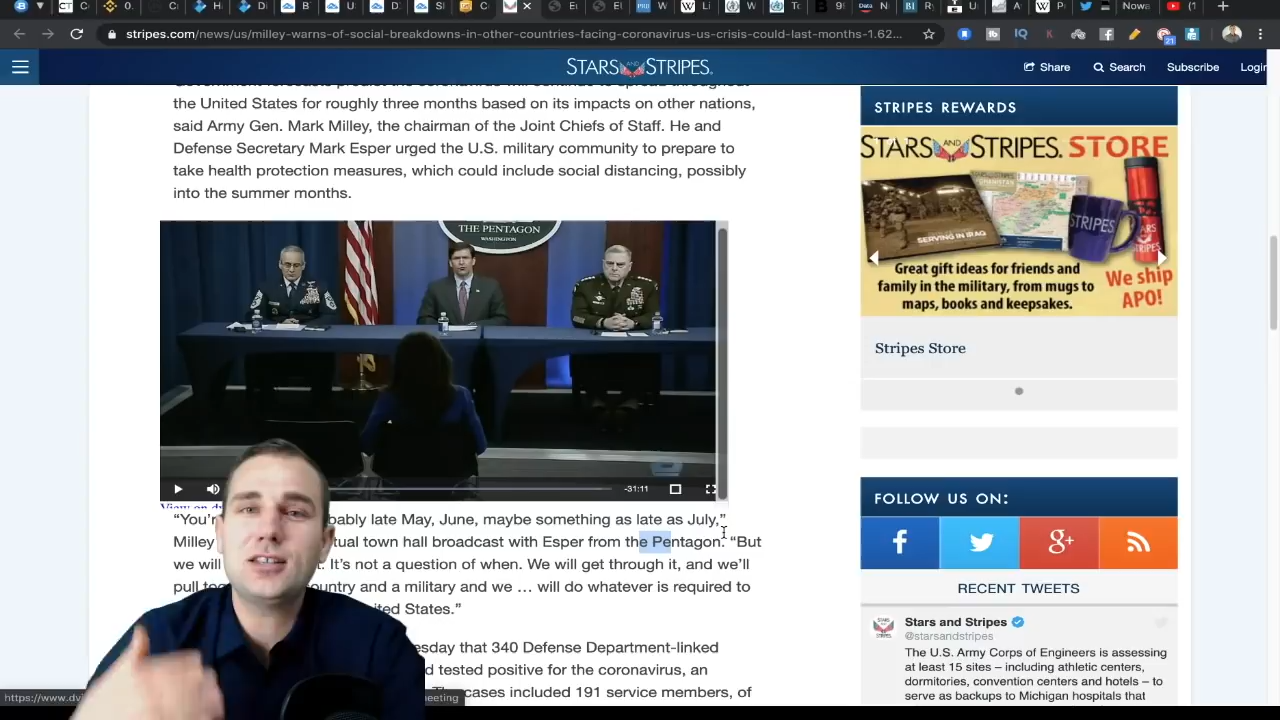 stripes.com/news/us/milley-warns-of-social-breakdowns-in-other-countries-facing-coronavirus-us-crisis-could-last-months-1.62...
21
STARS AND STRIPES.
Share
Search
Subscribe
Login
the United States for roughly three months based on its impacts on other nations,
said Army Gen. Mark Milley, the chairman of the Joint Chiefs of Staff. He and
Defense Secretary Mark Esper urged the U.S. military community to prepare to
take health protection measures, which could include social distancing, possibly
into the summer months.
THE PENTAGON
WASHINGTON
-31:11
“You’r bably late May, June, maybe something as late as July,”
Milley tual town hall broadcast with Esper from the Pentagon. “But
we will t. It’s not a question of when. We will get through it, and we’ll
pull tog ountry and a military and we … will do whatever is required to
ited States.”
esday that 340 Defense Department-linked
d tested positive for the coronavirus, an
cases included 191 service members, of
https://www.dvi eeting
STRIPES REWARDS
STARS AND STRIPES. STORE
SERVING IN IRAQ
STRIPES
Great gift ideas for friends and
family in the military, from mugs to
maps, books and keepsakes.
We ship
APO!
Stripes Store
FOLLOW US ON:
RECENT TWEETS
Stars and Stripes
@starsandstripes
The U.S. Army Corps of Engineers is assessing
at least 15 sites – including athletic centers,
dormitories, convention centers and hotels – to
serve as backups to Michigan hospitals that